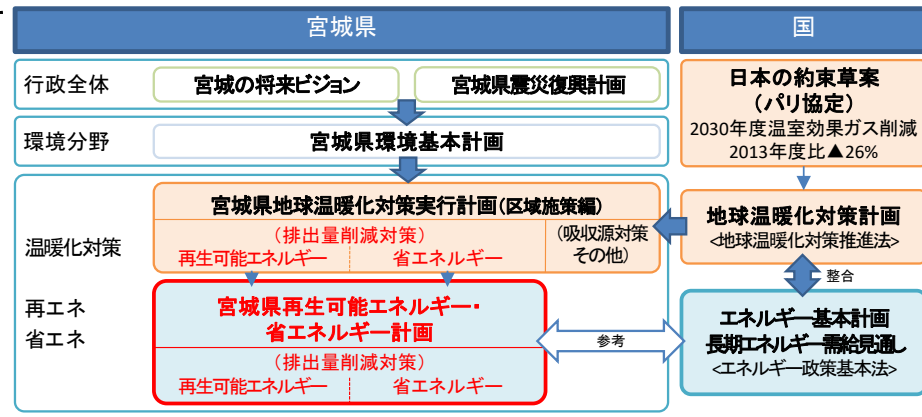 宮城県
国
行政全体
宮城の将来ビジョン
宮城県震災復興計画
環境分野
宮城県環境基本計画
温暖化対策
宮城県地球温暖化対策実行計画(区域施策編)
(排出量削減対策)
再生可能エネルギー
省エネルギー
(吸収源対策
その他)
再エネ
省エネ
宮城県再生可能エネルギー・
省エネルギー計画
(排出量削減対策)
再生可能エネルギー
省エネルギー
参考
日本の約束草案
(パリ協定)
2030年度温室効果ガス削減
2013年度比▲26%
地球温暖化対策計画
<地球温暖化対策推進法>
整合
エネルギー基本計画
長期エネルギー需給見通し
<エネルギー政策基本法>